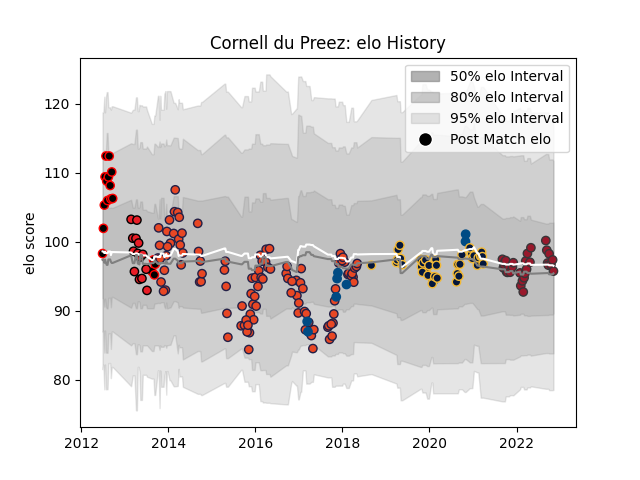 Cornell du Preez: elo History
50% elo Interval
80% elo Interval
95% elo Interval
Post Match elo
elo score
120
110
100
90
80
2012
2014
2016
2018
2020
2022